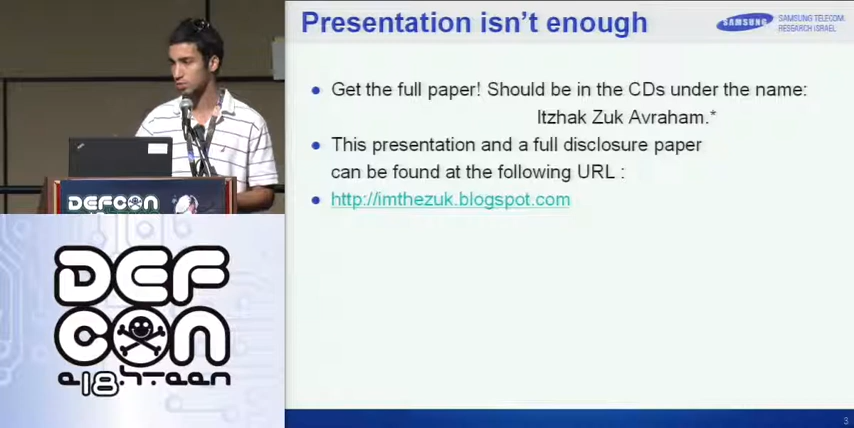 Presentation isn't enough
SAMSUNG
SAMSUNG TELECOM
RESEARCH ISRAEL
Get the full paper! Should be in the CDs under the name:
Itzhak Zuk Avraham.*
This presentation and a full disclosure paper
can be found at the following URL :
http://imthezuk.blogspot.com
DEFCON
DEF
CON
e18.hteen
3